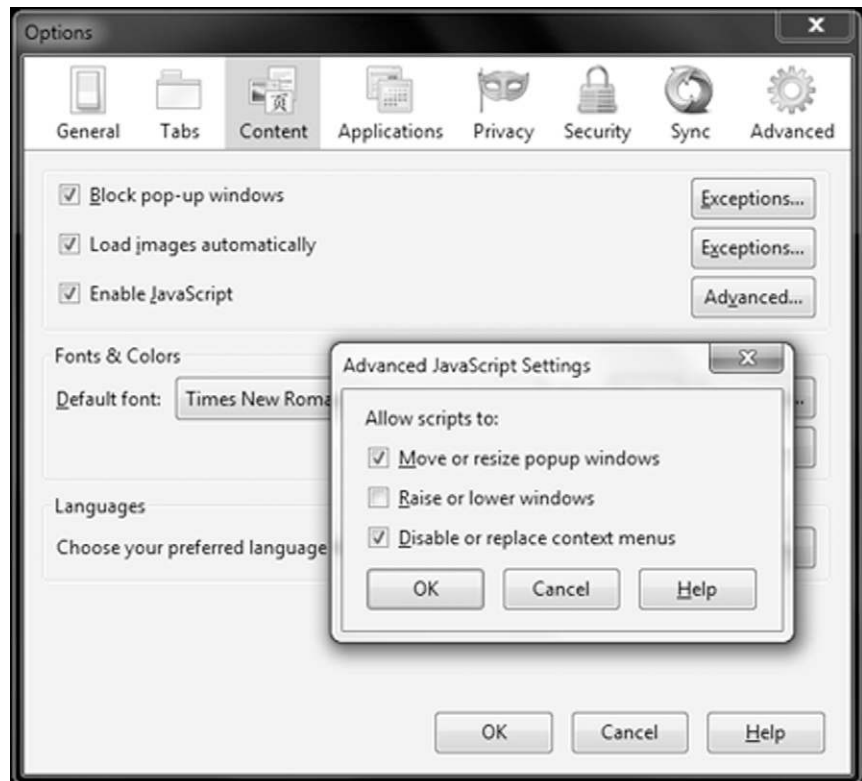 Options
General Tabs Content Applications Privacy Security Sync Advanced
Block pop-up windows Exceptions...
Load images automatically Exceptions...
Enable JavaScript Advanced...
Fonts & Colors
Default font: Times New
Advanced JavaScript Settings
Allow scripts to:
Move or resize popup windows
Raise or lower windows
Disable or replace context menus
OK Cancel Help
Languages
Choose your preferred language
OK Cancel Help